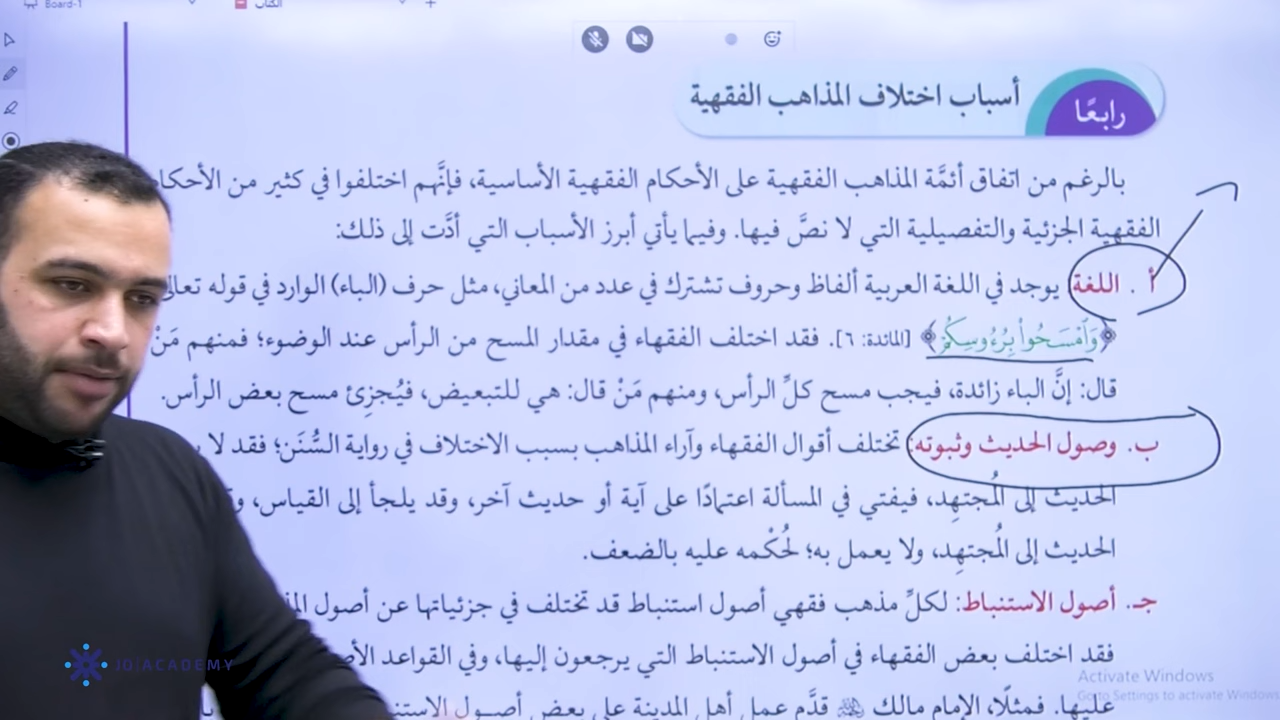 Board-1
الكتاب
رابعًا
أسباب اختلاف المذاهب الفقهية
بالرغم من اتفاق أئمَّة المذاهب الفقهية على الأحكام الفقهية الأساسية، فإنَّهم اختلفوا في كثير من الأحكام
الفقهية الجزئية والتفصيلية التي لا نصَّ فيها. وفيما يأتي أبرز الأسباب التي أدَّت إلى ذلك:
أ. اللغة: يوجد في اللغة العربية ألفاظ وحروف تشترك في عدد من المعاني، مثل حرف (الباء) الوارد في قوله تعالى
﴿وَٱمۡسَحُواْ بِرُءُوسِكُمۡ﴾ [المائدة: ٦]. فقد اختلف الفقهاء في مقدار المسح من الرأس عند الوضوء؛ فمنهم مَنْ
قال: إنَّ الباء زائدة، فيجب مسح كلِّ الرأس، ومنهم مَنْ قال: هي للتبعيض، فيُجزِئ مسح بعض الرأس.
ب. وصول الحديث وثبوته: تختلف أقوال الفقهاء وآراء المذاهب بسبب الاختلاف في رواية السُّنَن؛ فقد لا
الحديث إلى المُجتهِد، فيفتي في المسألة اعتمادًا على آية أو حديث آخر، وقد يلجأ إلى القياس،
الحديث إلى المُجتهِد، ولا يعمل به؛ لحُكْمه عليه بالضعف.
جـ. أصول الاستنباط: لكلِّ مذهب فقهي أصول استنباط قد تختلف في جزئياتها عن أصول
فقد اختلف بعض الفقهاء في أصول الاستنباط التي يرجعون إليها، وفي القواعد
عليها. فمثلًا، الإمام مالك قدَّم عمل أهل المدينة على بعض أصول
JO ACADEMY
Activate Windows
Go to Settings to activate Windows